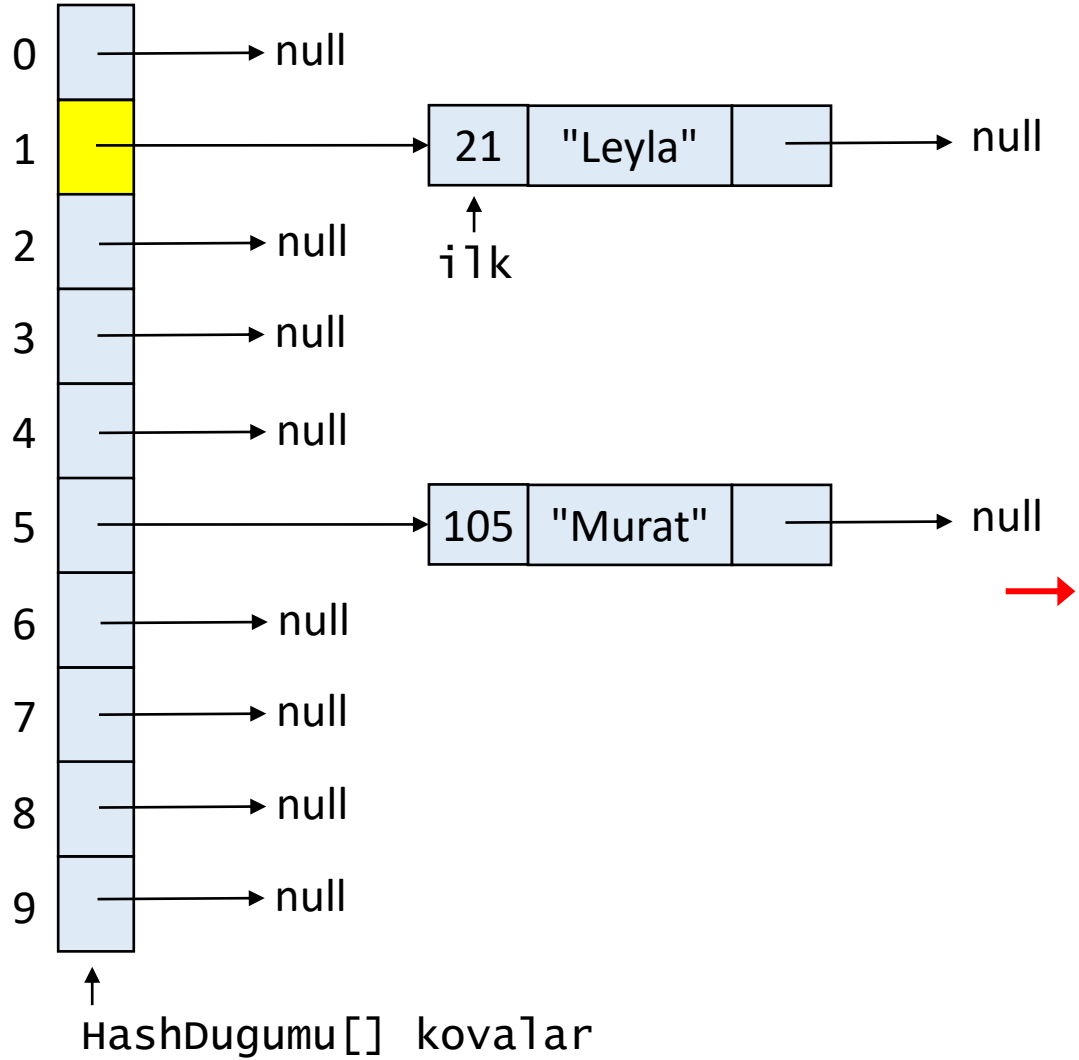 0 null
1 21 "Leyla" null
ilk
2 null
3 null
4 null
5 105 "Murat" null
6 null
7 null
8 null
9 null
HashDugumu[] kovalar